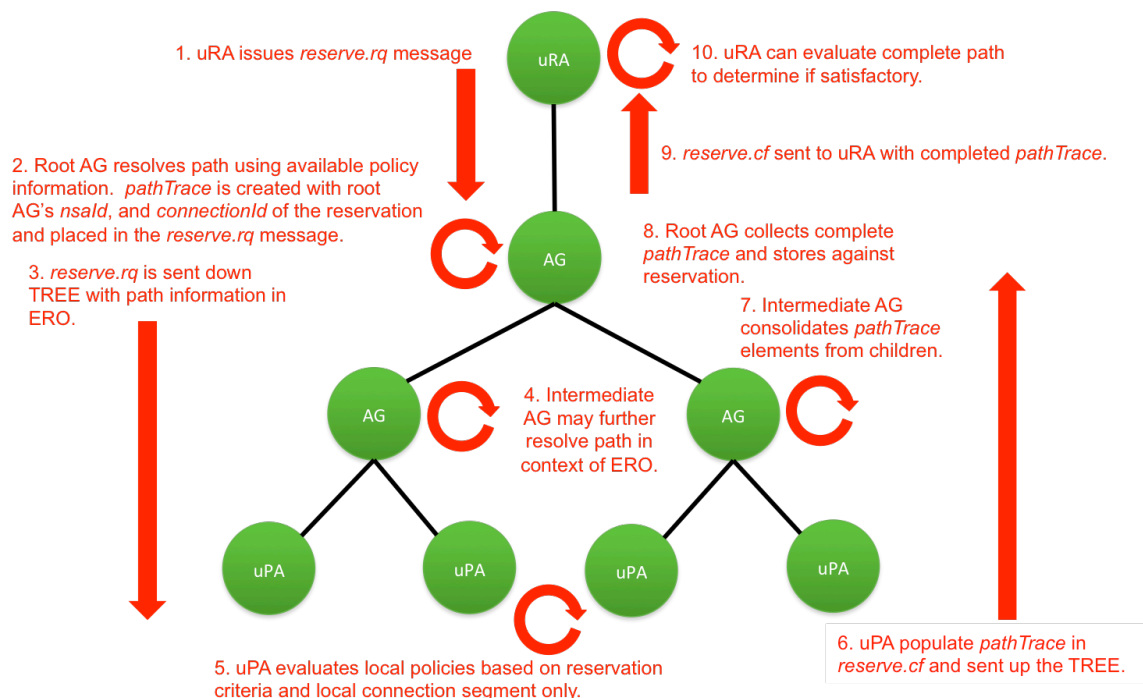 1. uRA issues reserve.rq message
uRA
10. uRA can evaluate complete path
to determine if satisfactory.
2. Root AG resolves path using available policy
information.  pathTrace is created with root
AG’s nsaId, and connectionId of the reservation
and placed in the reserve.rq message.
9. reserve.cf sent to uRA with completed pathTrace.
AG
8. Root AG collects complete
pathTrace and stores against
reservation.
3. reserve.rq is sent down
TREE with path information in
ERO.
7. Intermediate AG
consolidates pathTrace
elements from children.
AG
4. Intermediate
AG may further
resolve path in
context of ERO.
AG
uPA
uPA
uPA
uPA
5. uPA evaluates local policies based on reservation
criteria and local connection segment only.
6. uPA populate pathTrace in
reserve.cf and sent up the TREE.